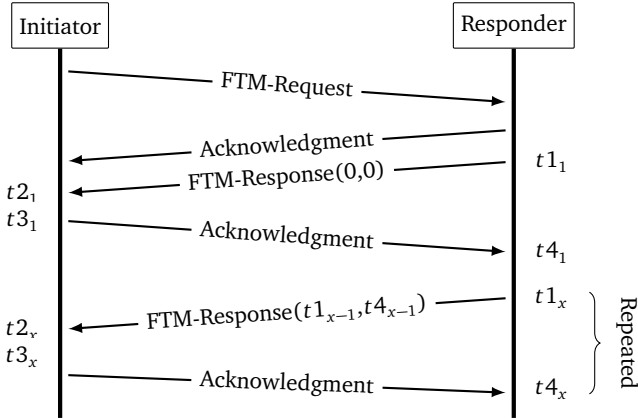 Initiator Responder
FTM-Request
Acknowledgment
t1₁
FTM-Response(0,0)
t2₁
t3₁
Acknowledgment
t4₁
t1ₓ
FTM-Response(t1ₓ₋₁,t4ₓ₋₁)
t2ₓ
t3ₓ
Acknowledgment
t4ₓ
Repeated